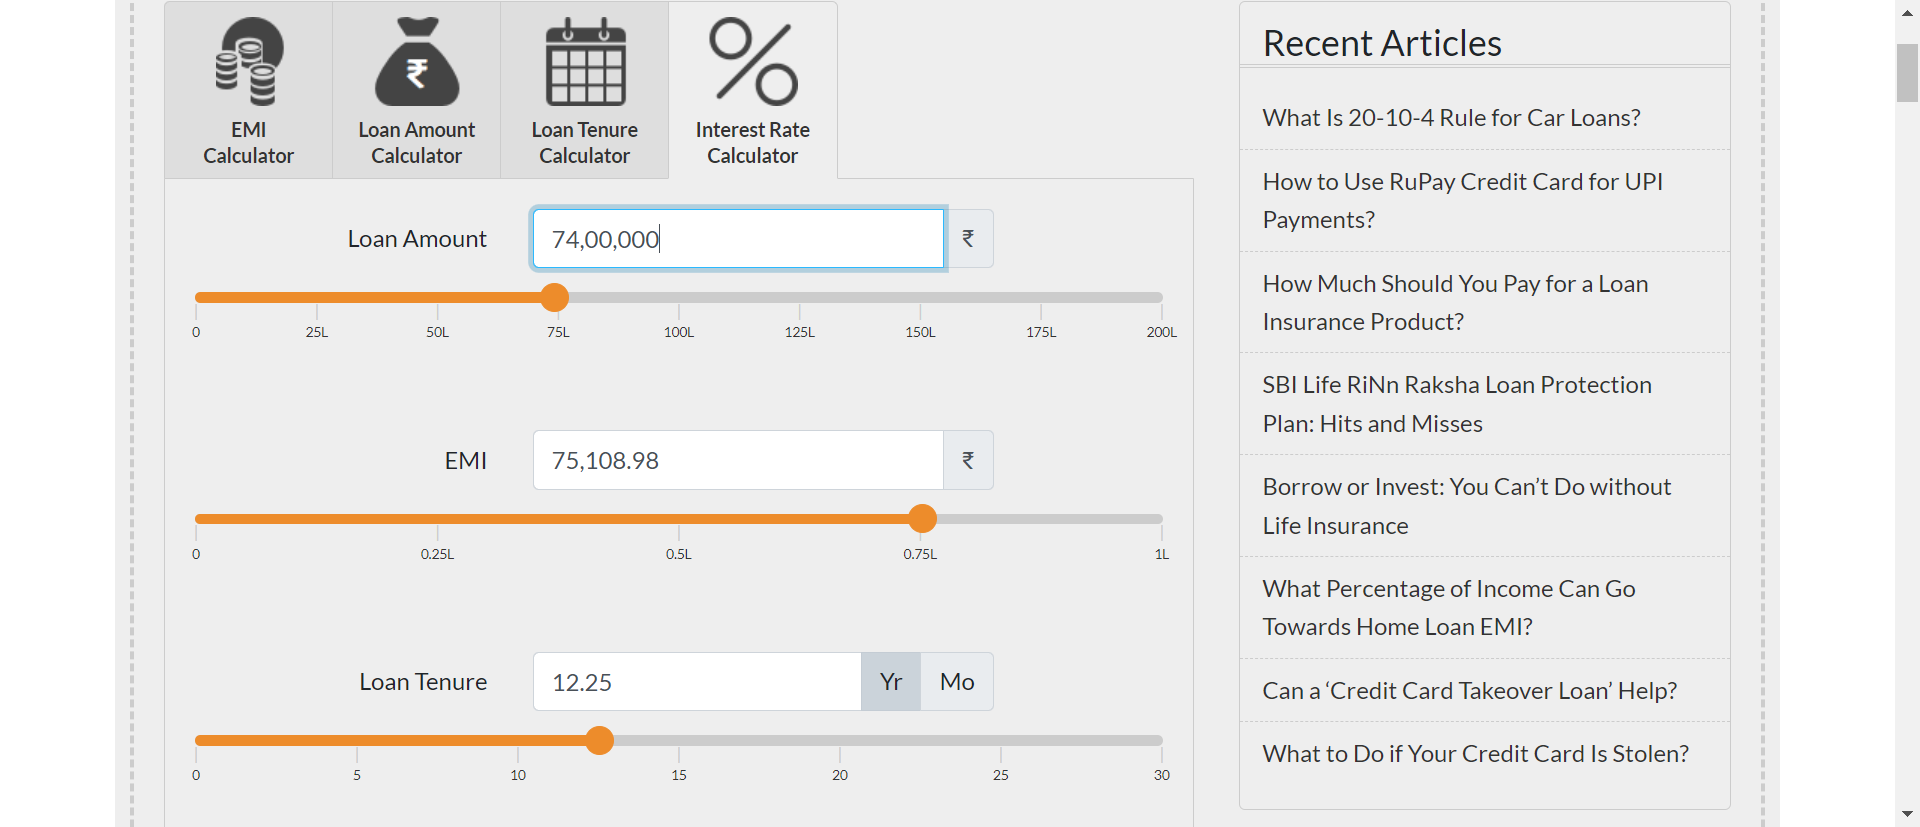 EMI
Calculator
Loan Amount
Calculator
Loan Tenure
Calculator
Interest Rate
Calculator
Loan Amount
74,00,000
₹
0
25L
50L
75L
100L
125L
150L
175L
200L
EMI
75,108.98
₹
0
0.25L
0.5L
0.75L
1L
Loan Tenure
12.25
Yr
Mo
0
5
10
15
20
25
30
Recent Articles
What Is 20-10-4 Rule for Car Loans?
How to Use RuPay Credit Card for UPI
Payments?
How Much Should You Pay for a Loan
Insurance Product?
SBI Life RiNn Raksha Loan Protection
Plan: Hits and Misses
Borrow or Invest: You Can’t Do without
Life Insurance
What Percentage of Income Can Go
Towards Home Loan EMI?
Can a ‘Credit Card Takeover Loan’ Help?
What to Do if Your Credit Card Is Stolen?